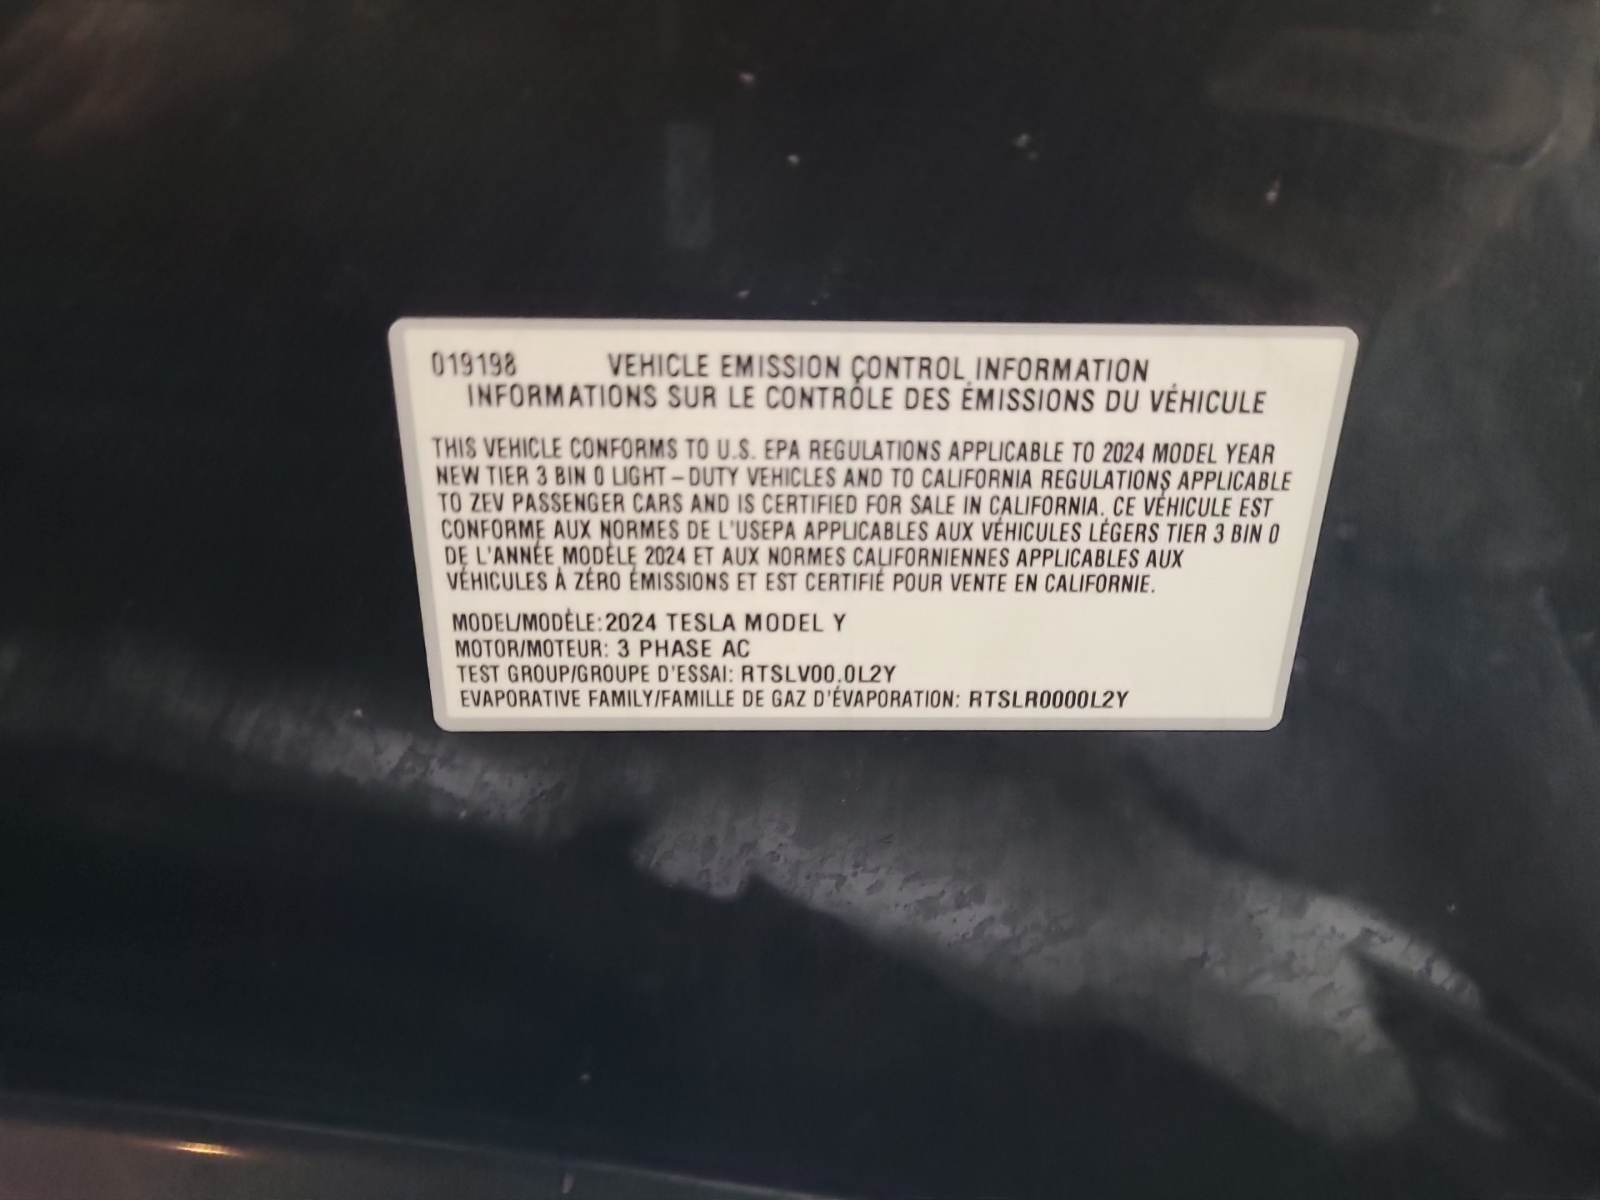 019198 VEHICLE EMISSION CONTROL INFORMATION
INFORMATIONS SUR LE CONTRÔLE DES ÉMISSIONS DU VÉHICULE
THIS VEHICLE CONFORMS TO U.S. EPA REGULATIONS APPLICABLE TO 2024 MODEL YEAR
NEW TIER 3 BIN 0 LIGHT-DUTY VEHICLES AND TO CALIFORNIA REGULATIONS APPLICABLE
TO ZEV PASSENGER CARS AND IS CERTIFIED FOR SALE IN CALIFORNIA. CE VÉHICULE EST
CONFORME AUX NORMES DE L'USEPA APPLICABLES AUX VÉHICULES LÉGERS TIER 3 BIN 0
DE L'ANNÉE MODÈLE 2024 ET AUX NORMES CALIFORNIENNES APPLICABLES AUX
VÉHICULES À ZÉRO ÉMISSIONS ET EST CERTIFIÉ POUR VENTE EN CALIFORNIE.
MODEL/MODÈLE: 2024 TESLA MODEL Y
MOTOR/MOTEUR: 3 PHASE AC
TEST GROUP/GROUPE D'ESSAI: RTSLV00.0L2Y
EVAPORATIVE FAMILY/FAMILLE DE GAZ D'ÉVAPORATION: RTSLR0000L2Y